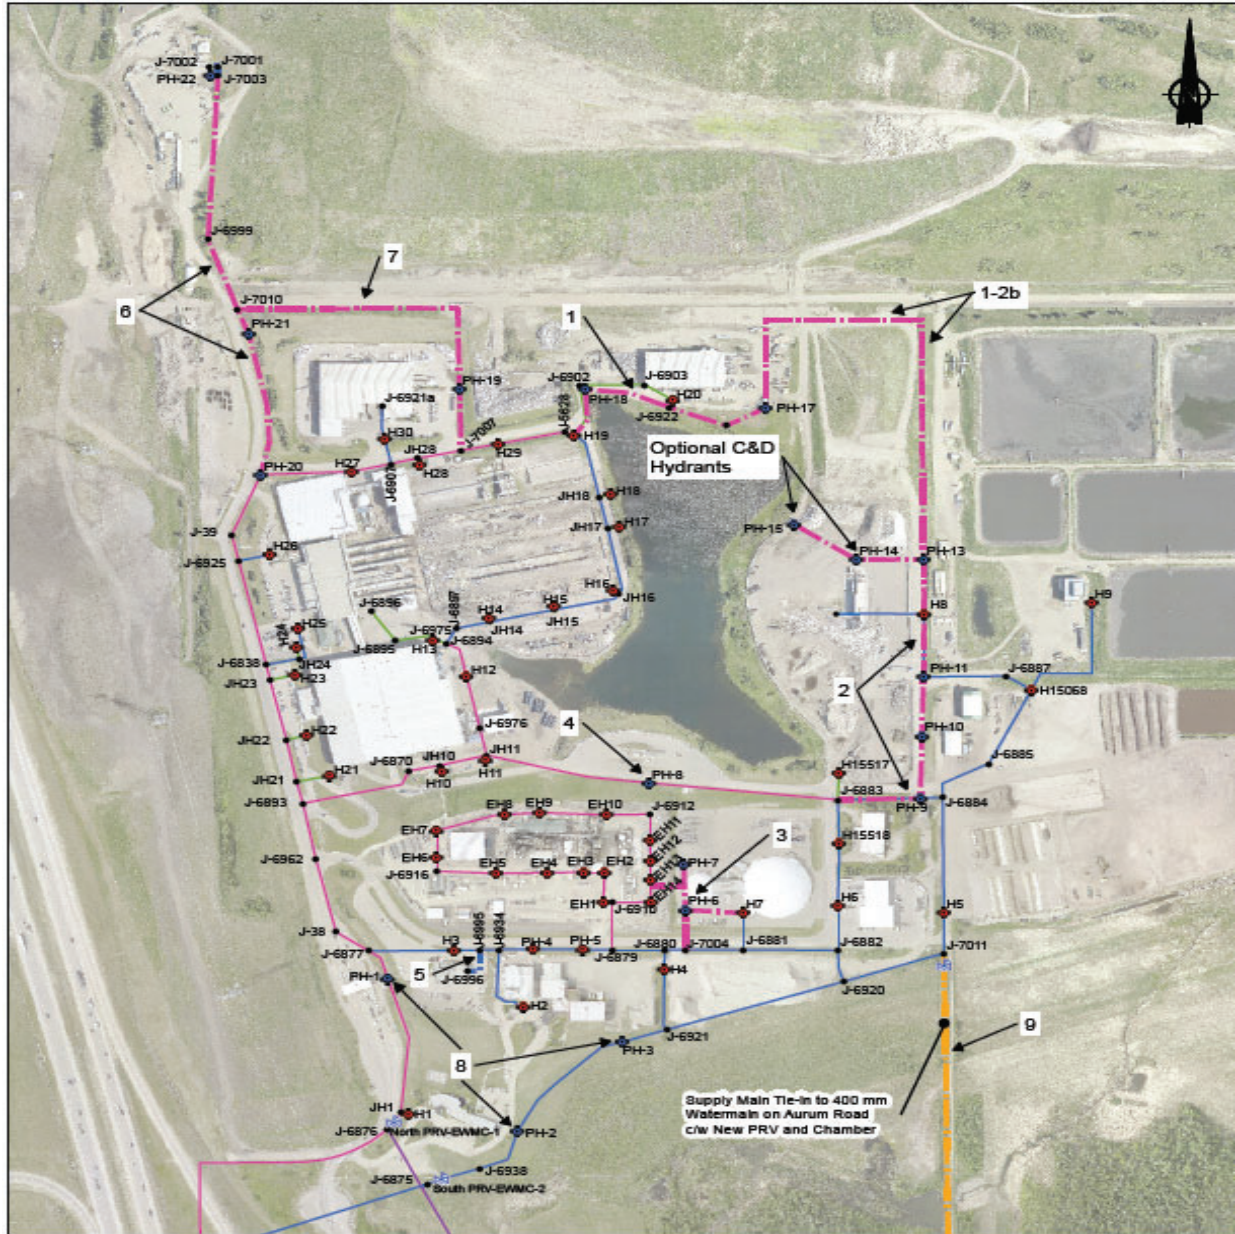 J-7002
J-7001
PH-22
J-7003
J-6999
7
J-7010
6
PH-21
1-2b
1
J-6902
J-6903
PH-19
PH-18
H20
J-6922
PH-17
J-6921a
J-6628
J-7007
H19
H30
H29
JH28
H28
Optional C&D
Hydrants
PH-20
H27
J-690
JH18
H18
J-39
JH17
H17
PH-15
PH-14
PH-13
J-6925
H26
H16
JH16
H9
J-6896
J-6897
H15
JH15
H14
JH14
H8
H25
H24
J-6975
J-6895
H13
J-6894
J-6838
JH24
H23
JH23
H12
2
PH-11
J-6887
H15068
4
J-6976
PH-10
JH22
H22
J-6885
JH11
H11
J-6870
JH10
H10
PH-8
H15517
JH21
H21
J-6893
J-6883
PH-9
J-6884
EH8
EH9
EH10
J-6912
EH7
EH11
H15518
EH12
3
J-6962
EH6
J-6916
EH5
EH4
EH3
EH2
EH13
PH-7
EH1
J-6910
EH14
PH-6
H7
H6
H5
J-38
J-6877
H3
J-6995
J-6934
PH-4
PH-5
J-6879
J-6880
J-7004
J-6881
J-6882
J-7011
PH-1
5
J-6996
H4
J-6920
H2
8
PH-3
J-6921
9
Supply Main Tie-In to 400 mm
Watermain on Aurum Road
c/w New PRV and Chamber
JH1
H1
J-6876
North PRV-EWMC-1
PH-2
J-6938
J-6875
South PRV-EWMC-2